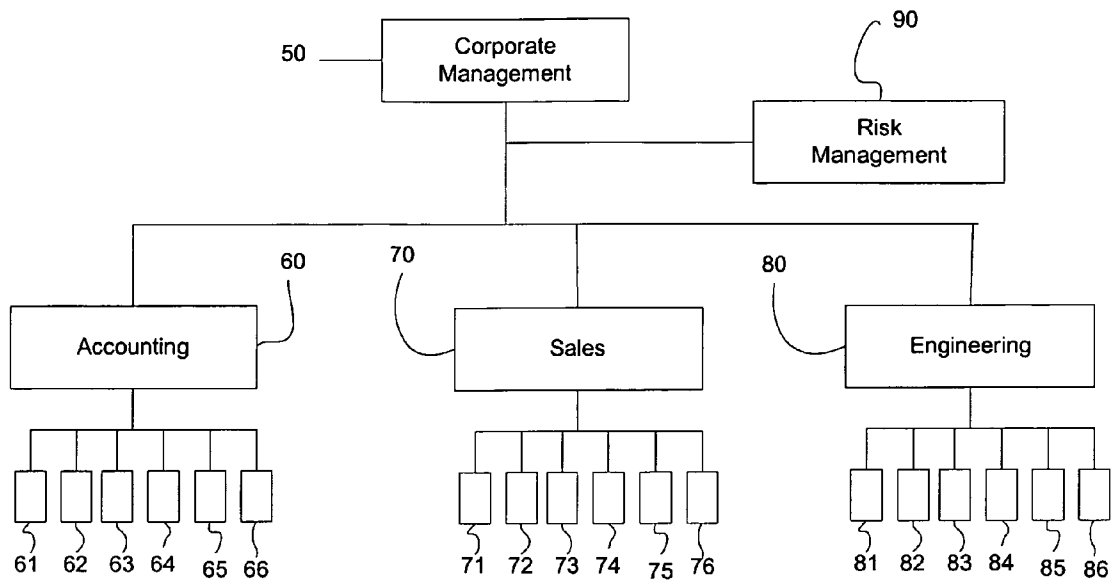 90
50
Corporate
Management
Risk
Management
60
70
80
Accounting
Sales
Engineering
61 62 63 64 65 66
71 72 73 74 75 76
81 82 83 84 85 86